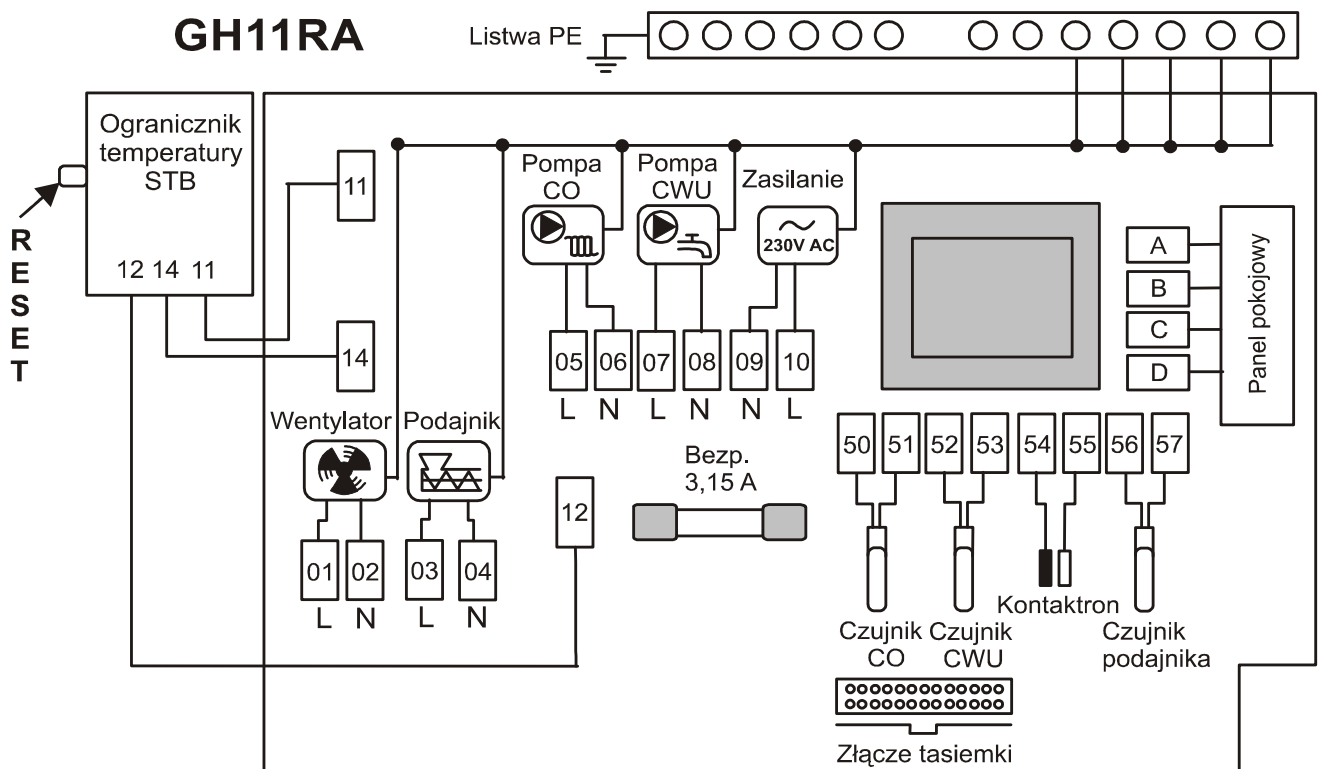 GH11RA
Listwa PE
Ogranicznik
temperatury
STB
12 14 11
RESET
11
14
Pompa
CO
Pompa
CWU
Zasilanie
230V AC
05
06
07
08
09
10
L
N
L
N
N
L
A
B
C
D
Panel pokojowy
Wentylator
Podajnik
01
02
03
04
L
N
L
N
12
Bezp.
3,15 A
50
51
52
53
54
55
56
57
Kontaktron
Czujnik
CO
Czujnik
CWU
Czujnik
podajnika
Złącze tasiemki